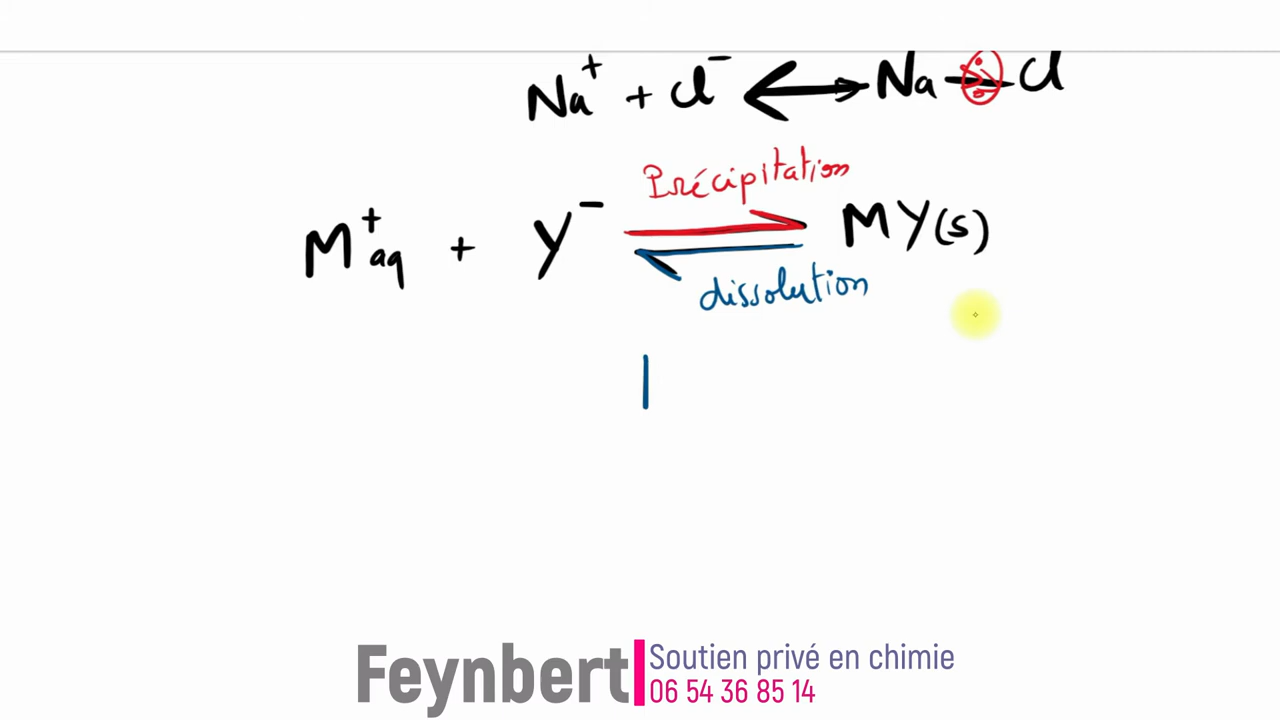 Na⁺ + Cl⁻ ⟷ Na — Cl
Précipitation
M⁺aq + Y⁻ ⇌ MY(s)
dissolution
Feynbert
Soutien privé en chimie
06 54 36 85 14